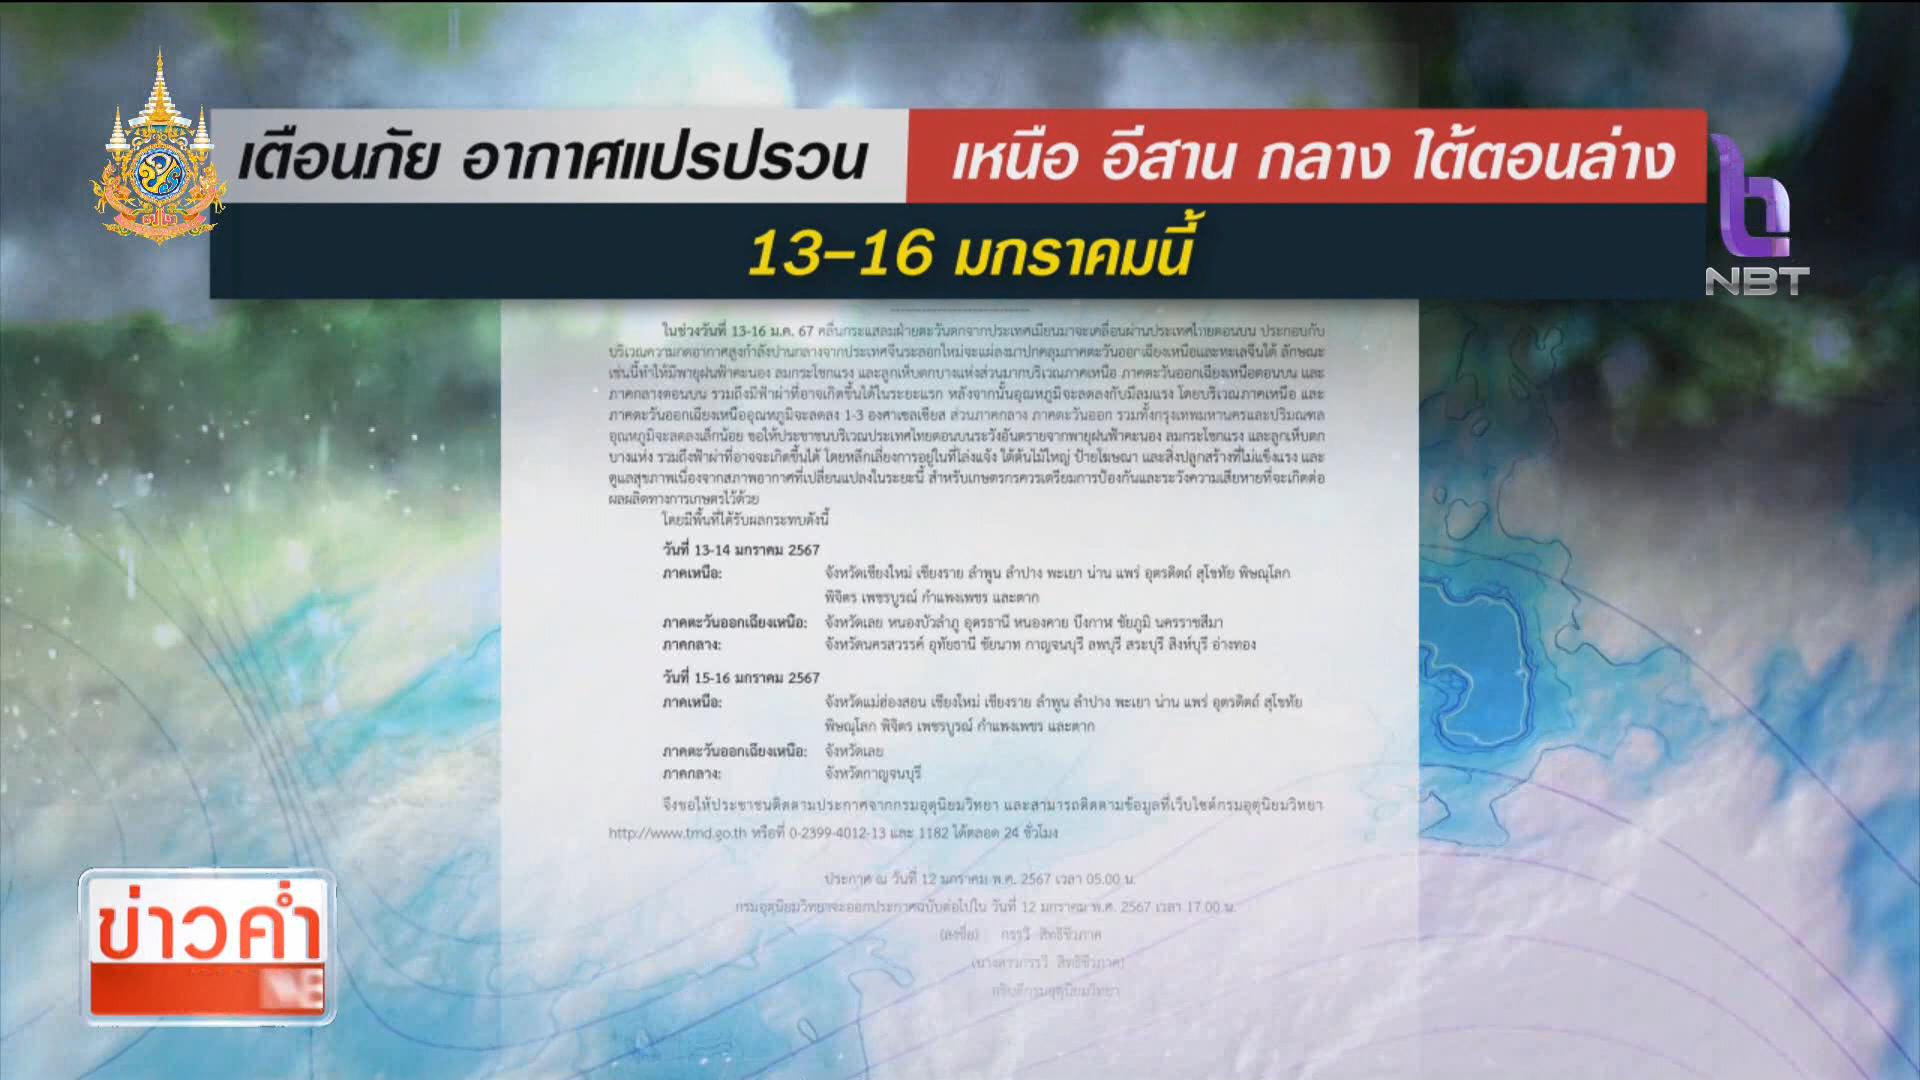 เตือนภัย อากาศแปรปรวน เหนือ อีสาน กลาง ใต้ตอนล่าง
13-16 มกราคมนี้
NBT
ในช่วงวันที่ 13-16 ม.ค. 67 คลื่นกระแสลมฝ่ายตะวันตกจากประเทศเมียนมาจะเคลื่อนผ่านประเทศไทยตอนบน ประกอบกับ
บริเวณความกดอากาศสูงกำลังปานกลางจากประเทศจีนระลอกใหม่จะแผ่ลงมาปกคลุมภาคตะวันออกเฉียงเหนือและทะเลจีนใต้ ลักษณะ
เช่นนี้ทำให้มีพายุฝนฟ้าคะนอง ลมกระโชกแรง และลูกเห็บตกบางแห่งส่วนมากบริเวณภาคเหนือ ภาคตะวันออกเฉียงเหนือตอนบน และ
ภาคกลางตอนบน รวมถึงมีฟ้าผ่าที่อาจเกิดขึ้นได้ในระยะแรก หลังจากนั้นอุณหภูมิจะลดลงกับมีลมแรง โดยบริเวณภาคเหนือ และ
ภาคตะวันออกเฉียงเหนืออุณหภูมิจะลดลง 1-3 องศาเซลเซียส ส่วนภาคกลาง ภาคตะวันออก รวมทั้งกรุงเทพมหานครและปริมณฑล
อุณหภูมิจะลดลงเล็กน้อย ขอให้ประชาชนบริเวณประเทศไทยตอนบนระวังอันตรายจากพายุฝนฟ้าคะนอง ลมกระโชกแรง และลูกเห็บตก
บางแห่ง รวมถึงฟ้าผ่าที่อาจจะเกิดขึ้นได้ โดยหลีกเลี่ยงการอยู่ในที่โล่งแจ้ง ใต้ต้นไม้ใหญ่ ป้ายโฆษณา และสิ่งปลูกสร้างที่ไม่แข็งแรง และ
ดูแลสุขภาพเนื่องจากสภาพอากาศที่เปลี่ยนแปลงในระยะนี้ สำหรับเกษตรกรควรเตรียมการป้องกันและระวังความเสียหายที่จะเกิดต่อ
ผลผลิตทางการเกษตรไว้ด้วย
โดยมีพื้นที่ได้รับผลกระทบดังนี้
วันที่ 13-14 มกราคม 2567
ภาคเหนือ: จังหวัดเชียงใหม่ เชียงราย ลำพูน ลำปาง พะเยา น่าน แพร่ อุตรดิตถ์ สุโขทัย พิษณุโลก
พิจิตร เพชรบูรณ์ กำแพงเพชร และตาก
ภาคตะวันออกเฉียงเหนือ: จังหวัดเลย หนองบัวลำภู อุดรธานี หนองคาย บึงกาฬ ชัยภูมิ นครราชสีมา
ภาคกลาง: จังหวัดนครสวรรค์ อุทัยธานี ชัยนาท กาญจนบุรี ลพบุรี สระบุรี สิงห์บุรี อ่างทอง
วันที่ 15-16 มกราคม 2567
ภาคเหนือ: จังหวัดแม่ฮ่องสอน เชียงใหม่ เชียงราย ลำพูน ลำปาง พะเยา น่าน แพร่ อุตรดิตถ์ สุโขทัย
พิษณุโลก พิจิตร เพชรบูรณ์ กำแพงเพชร และตาก
ภาคตะวันออกเฉียงเหนือ: จังหวัดเลย
ภาคกลาง: จังหวัดกาญจนบุรี
จึงขอให้ประชาชนติดตามประกาศจากกรมอุตุนิยมวิทยา และสามารถติดตามข้อมูลที่เว็บไซต์กรมอุตุนิยมวิทยา
http://www.tmd.go.th หรือที่ 0-2399-4012-13 และ 1182 ได้ตลอด 24 ชั่วโมง
ประกาศ ณ วันที่ 12 มกราคม พ.ศ. 2567 เวลา 05.00 น.
กรมอุตุนิยมวิทยาจะออกประกาศฉบับต่อไปใน วันที่ 12 มกราคม พ.ศ. 2567 เวลา 17.00 น.
(ลงชื่อ) กรรวี สิทธิชีวภาค
(นางสาวกรรวี สิทธิชีวภาค)
อธิบดีกรมอุตุนิยมวิทยา
ข่าวค่ำ